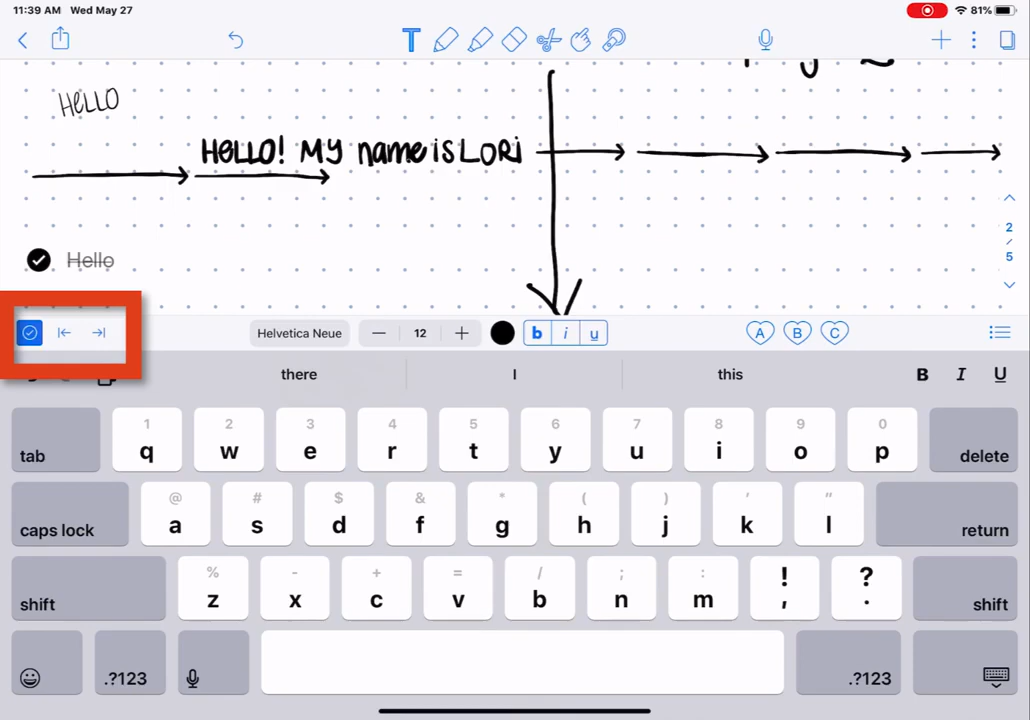 11:39 AM Wed May 27
81%
T
HELLO
HELLO! MY name is LORI
2
/
5
Hello
Helvetica Neue
12
b i u
A B C
there I this
B I U
1 2 3 4 5 6 7 8 9 0
tab q w e r t y u i o p delete
@ # $ & * ( ) ' "
caps lock a s d f g h j k l return
% - + = / ; : ! ?
shift z x c v b n m , . shift
.?123 .?123